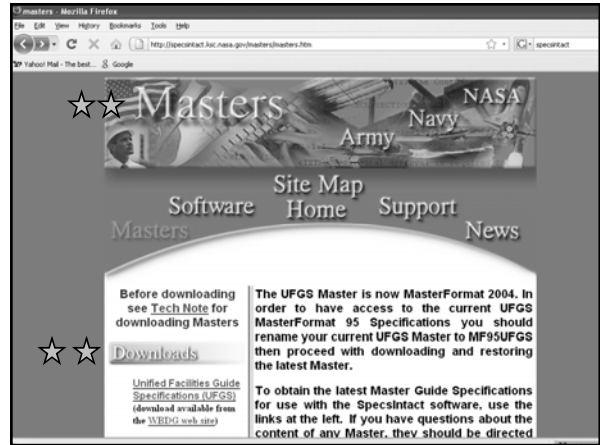 masters - Mozilla Firefox
File Edit View History Bookmarks Tools Help
http://specsintact.ksc.nasa.gov/masters/masters.htm
specsintact
Yahoo! Mail - The best... Google
Masters
NASA
Navy
Army
Site Map
Software Home Support
Masters News
Before downloading
see Tech Note for
downloading Masters
Downloads
Unified Facilities Guide
Specifications (UFGS)
(download available from
the WBDG web site)
The UFGS Master is now MasterFormat 2004. In
order to have access to the current UFGS
MasterFormat 95 Specifications you should
rename your current UFGS Master to MF95UFGS
then proceed with downloading and restoring
the latest Master.
To obtain the latest Master Guide Specifications
for use with the SpecsIntact software, use the
links at the left. If you have questions about the
content of any Master, they should be directed